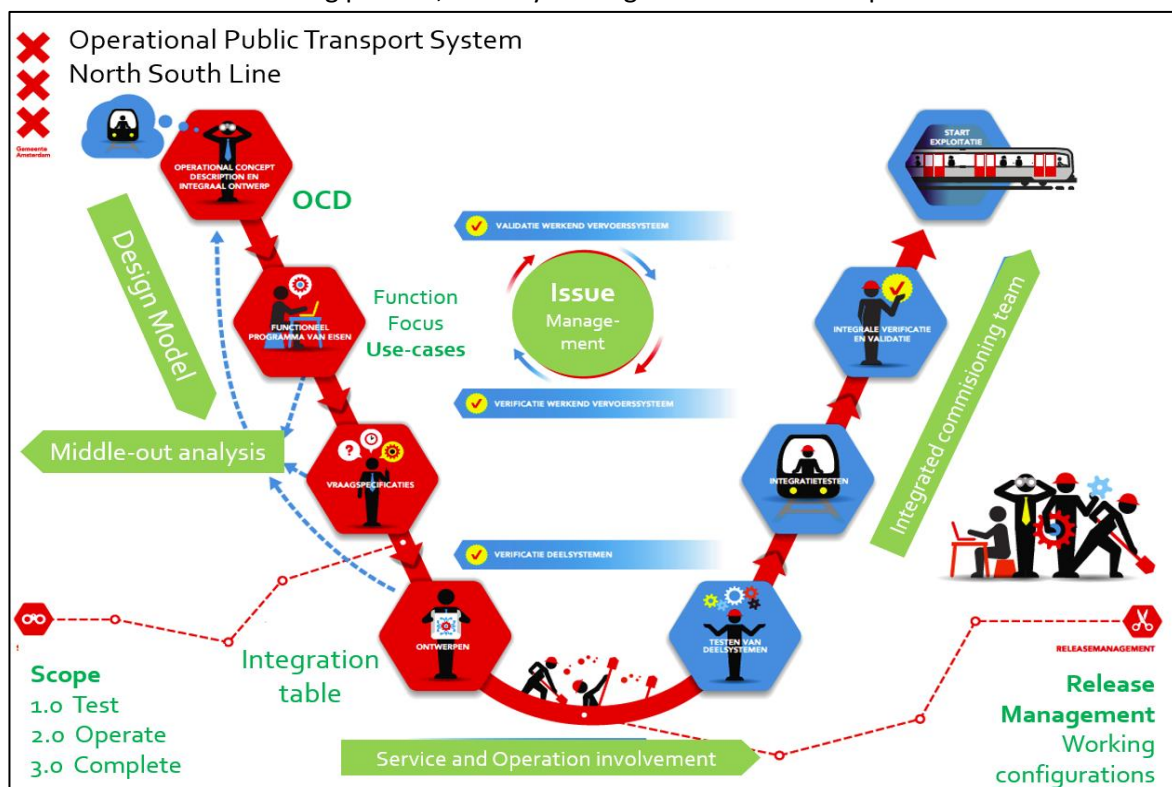 Operational Public Transport System
North South Line
Gemeente
Amsterdam
OPERATIONAL CONCEPT
DESCRIPTION EN
INTEGRAAL ONTWERP
OCD
START
EXPLOITATIE
Design Model
VALIDATIE WERKEND VERVOERSSYSTEEM
FUNCTIONEEL
PROGRAMMA VAN EISEN
Function
Focus
Use-cases
Issue
Manage-
ment
INTEGRALE VERIFICATIE
EN VALIDATIE
VERIFICATIE WERKEND VERVOERSSYSTEEM
Integrated commisioning team
Middle-out analysis
?
VRAAGSPECIFICATIES
INTEGRATIETESTEN
VERIFICATIE DEELSYSTEMEN
ONTWERPEN
TESTEN VAN
DEELSYSTEMEN
Integration
table
RELEASEMANAGEMENT
Scope
1.0 Test
2.0 Operate
3.0 Complete
Service and Operation involvement
Release
Management
Working
configurations